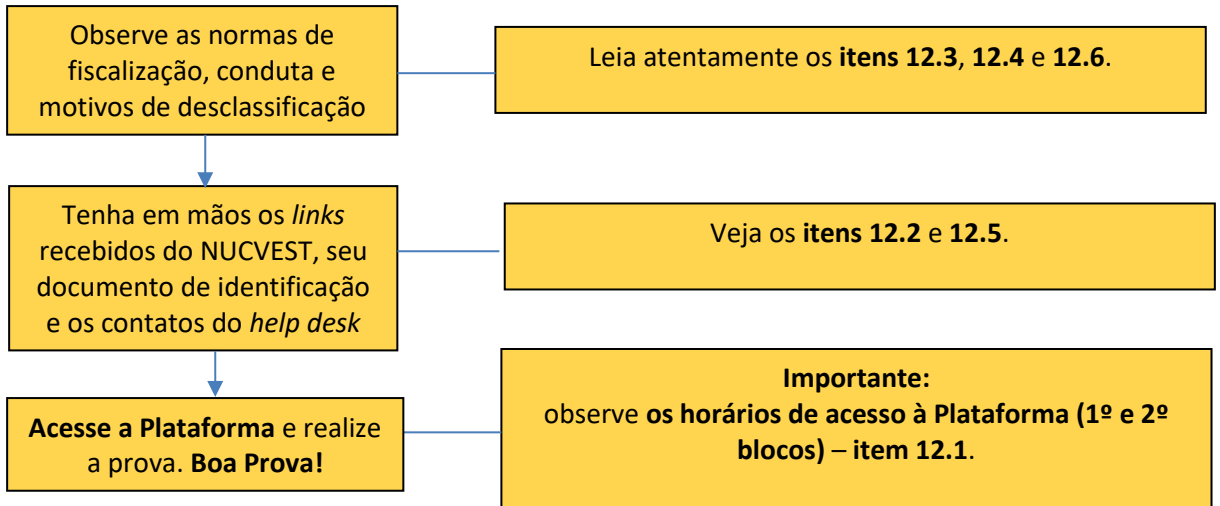 Observe as normas de
fiscalização, conduta e
motivos de desclassificação
Leia atentamente os itens 12.3, 12.4 e 12.6.
Tenha em mãos os links
recebidos do NUCVEST, seu
documento de identificação
e os contatos do help desk
Veja os itens 12.2 e 12.5.
Acesse a Plataforma e realize
a prova. Boa Prova!
Importante:
observe os horários de acesso à Plataforma (1º e 2º
blocos) – item 12.1.